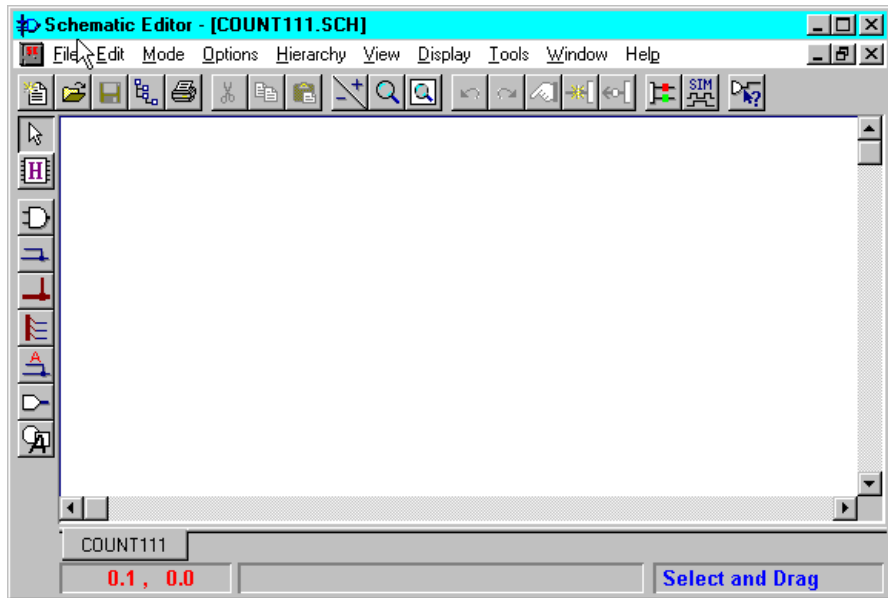 Schematic Editor - [COUNT111.SCH]
File Edit Mode Options Hierarchy View Display Tools Window Help
SIM
?
H
A
A
COUNT111
0.1 , 0.0
Select and Drag